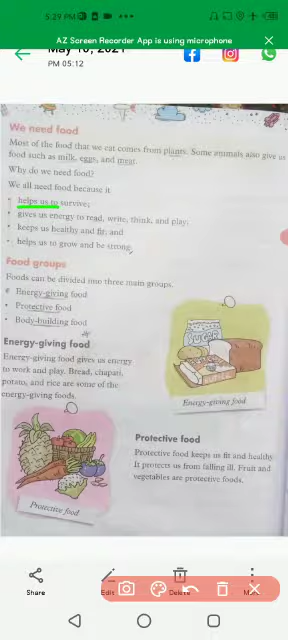 5:29 PM
AZ Screen Recorder App is using microphone
May 10, 2021
PM 05:12
We need food
Most of the food that we eat comes from plants. Some animals also give us
food such as milk, eggs, and meat.
Why do we need food?
We all need food because it
• helps us to survive;
• gives us energy to read, write, think, and play;
• keeps us healthy and fit; and
• helps us to grow and be strong.
Food groups
Foods can be divided into three main groups.
• Energy-giving food
• Protective food
• Body-building food
Energy-giving food
Energy-giving food gives us energy
to work and play. Bread, chapati,
potato, and rice are some of the
energy-giving foods.
Energy-giving food
Protective food
Protective food keeps us fit and healthy
It protects us from falling ill. Fruit and
vegetables are protective foods.
Protective food
Share
Edit
Delete